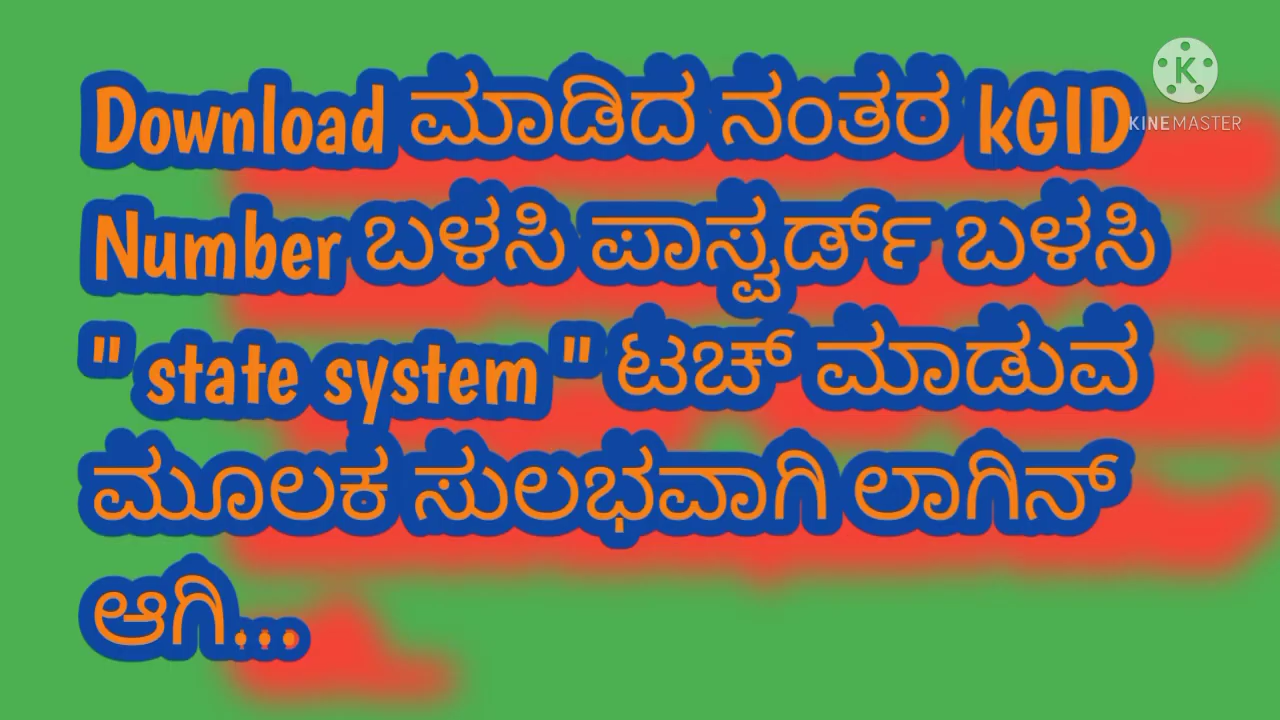 Download ಮಾಡಿದ ನಂತರ kGID
Number ಬಳಸಿ ಪಾಸ್ವರ್ಡ್ ಬಳಸಿ
" state system " ಟಚ್ ಮಾಡುವ
ಮೂಲಕ ಸುಲಭವಾಗಿ ಲಾಗಿನ್
ಆಗಿ...
K
KINEMASTER